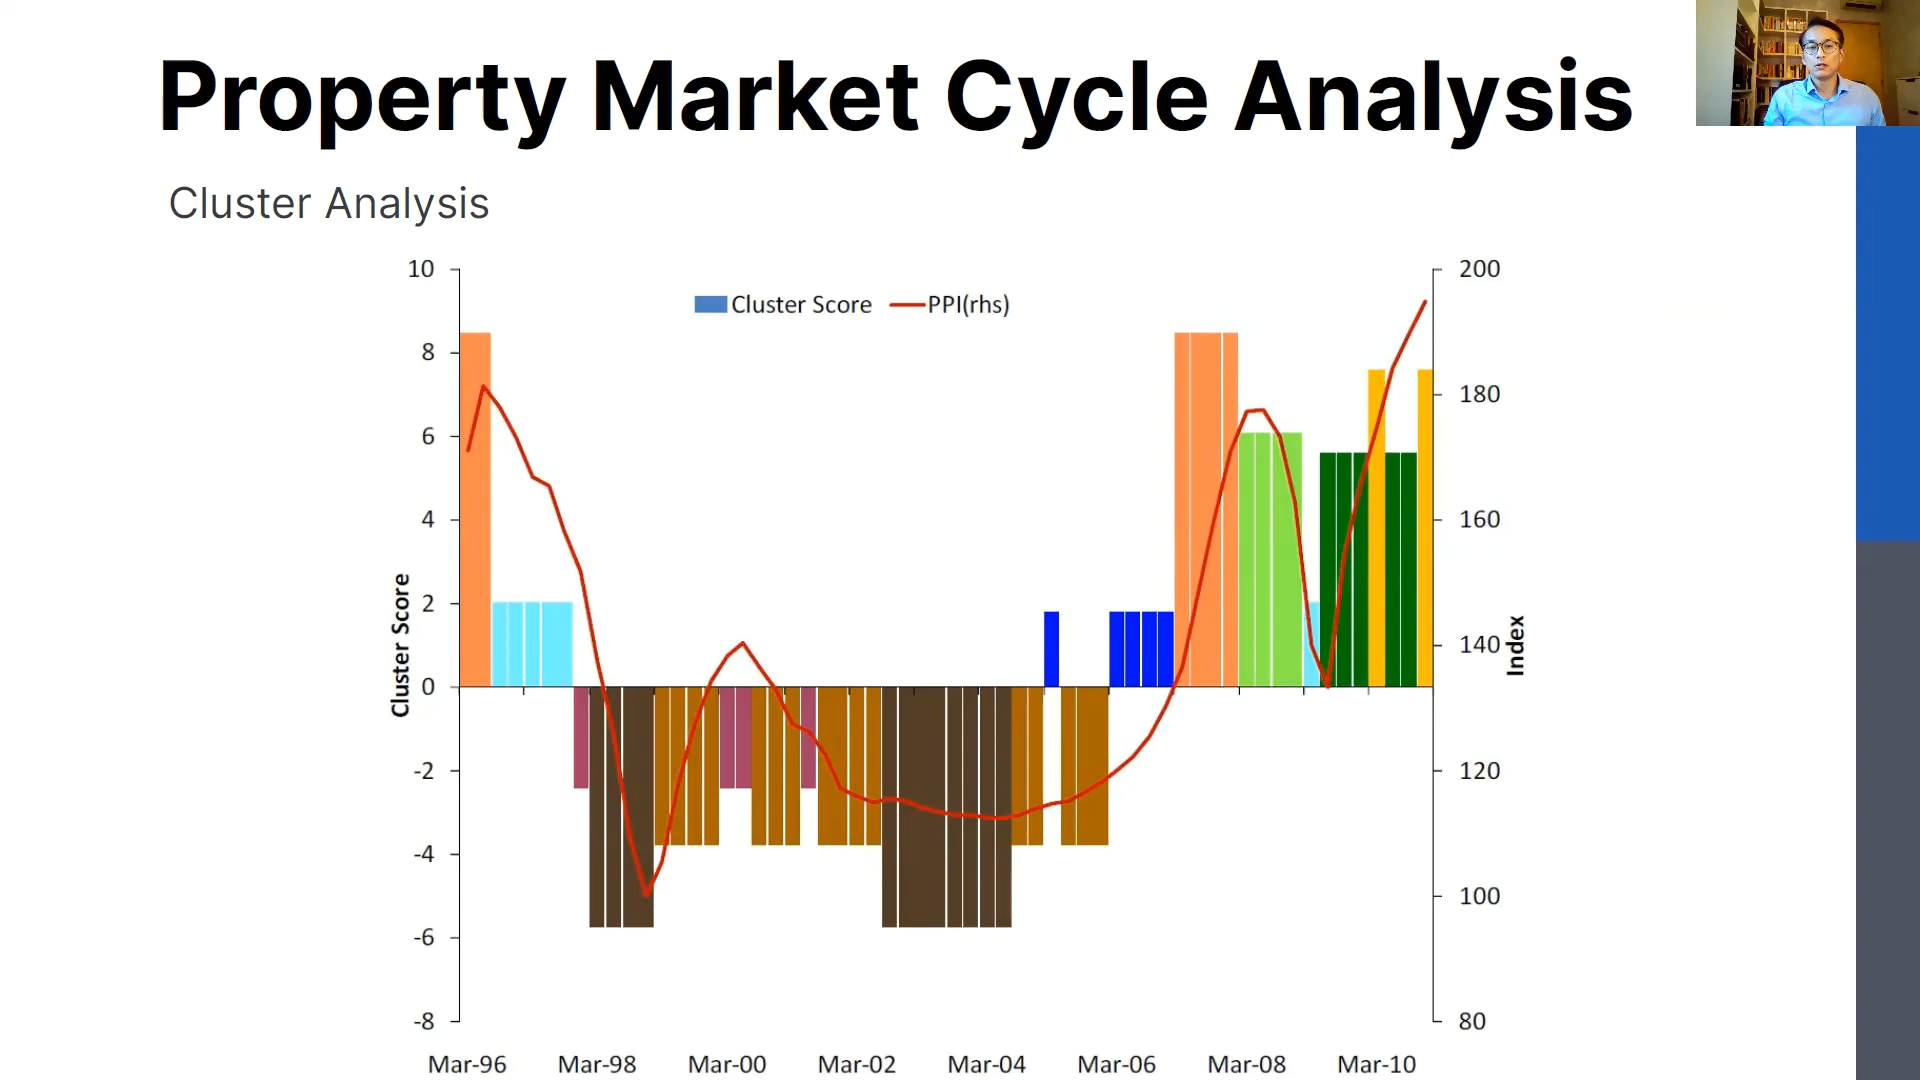 Property Market Cycle Analysis
Cluster Analysis
Cluster Score PPI(rhs)
10
8
6
4
2
0
-2
-4
-6
-8
Cluster Score
200
180
160
140
120
100
80
Index
Mar-96 Mar-98 Mar-00 Mar-02 Mar-04 Mar-06 Mar-08 Mar-10